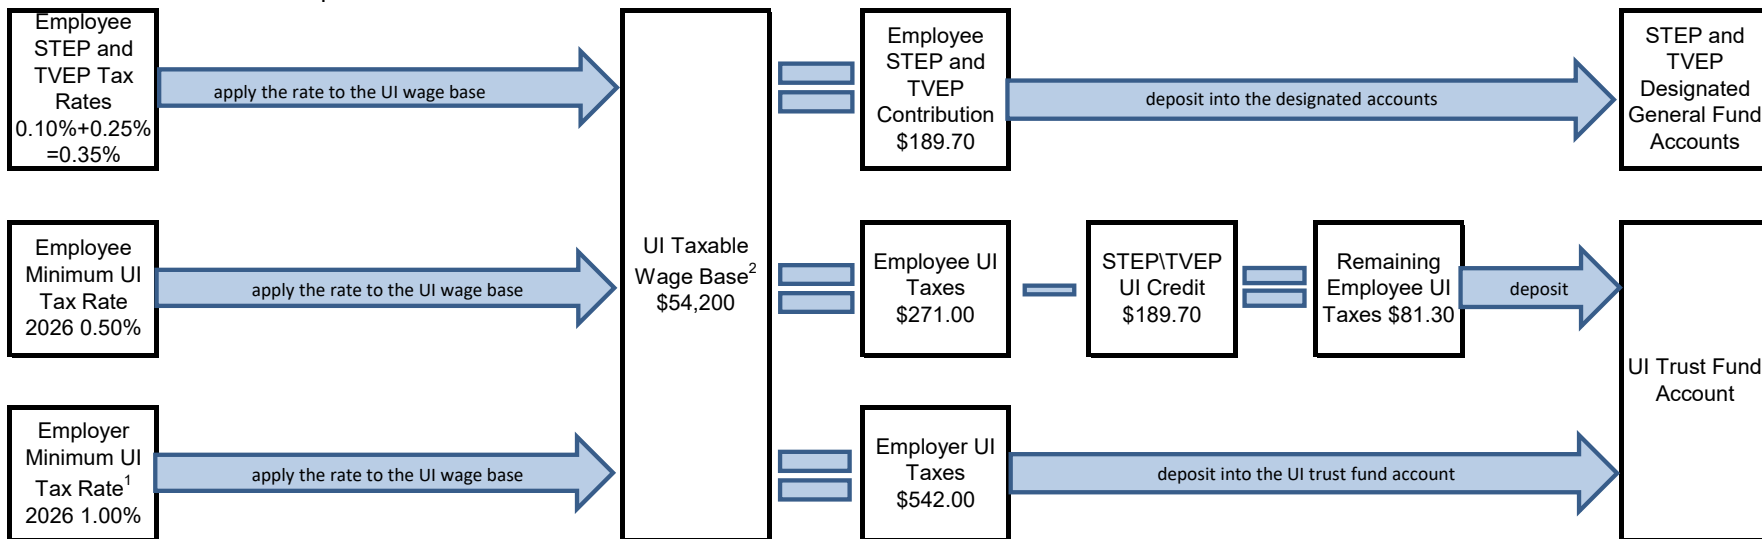 Employee
STEP and
TVEP Tax
Rates
0.10%+0.25%
=0.35%
apply the rate to the UI wage base
Employee
STEP and
TVEP
Contribution
$189.70
deposit into the designated accounts
STEP and
TVEP
Designated
General Fund
Accounts
Employee
Minimum UI
Tax Rate
2026 0.50%
apply the rate to the UI wage base
UI Taxable
Wage Base2
$54,200
Employee UI
Taxes
$271.00
STEP\TVEP
UI Credit
$189.70
Remaining
Employee UI
Taxes $81.30
deposit
UI Trust Fund
Account
Employer
Minimum UI
Tax Rate1
2026 1.00%
apply the rate to the UI wage base
Employer UI
Taxes
$542.00
deposit into the UI trust fund account